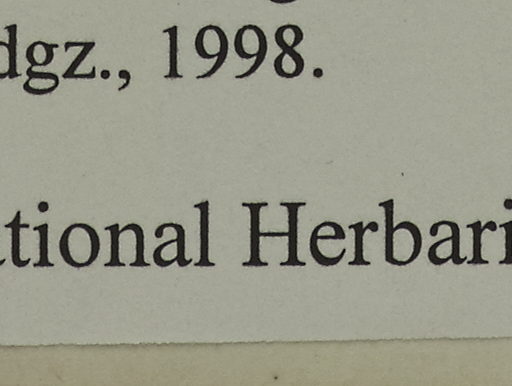 dgz., 1998.
tional Herbari